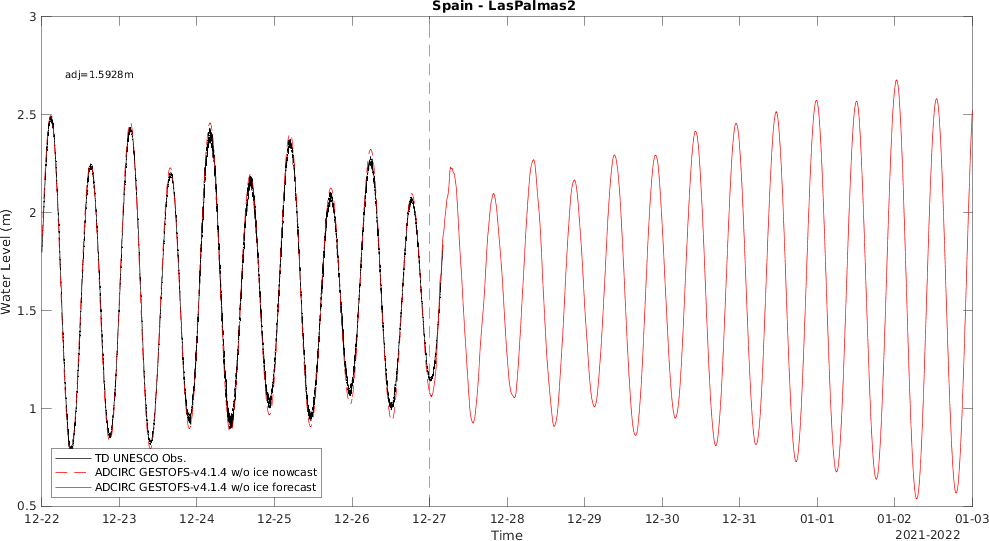 Spain - LasPalmas2
adj=1.5928m
Water Level (m)
3
2.5
2
1.5
1
0.5
TD UNESCO Obs.
ADCIRC GESTOFS-v4.1.4 w/o ice nowcast
ADCIRC GESTOFS-v4.1.4 w/o ice forecast
12-22 12-23 12-24 12-25 12-26 12-27 12-28 12-29 12-30 12-31 01-01 01-02 01-03
Time
2021-2022